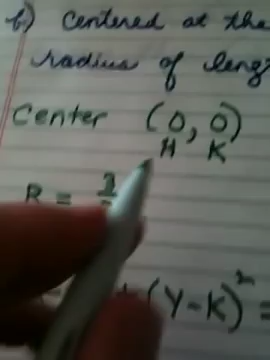 b) Centered at the
radius of leng
Center (0, 0)
H K
R =
(Y-K)² =